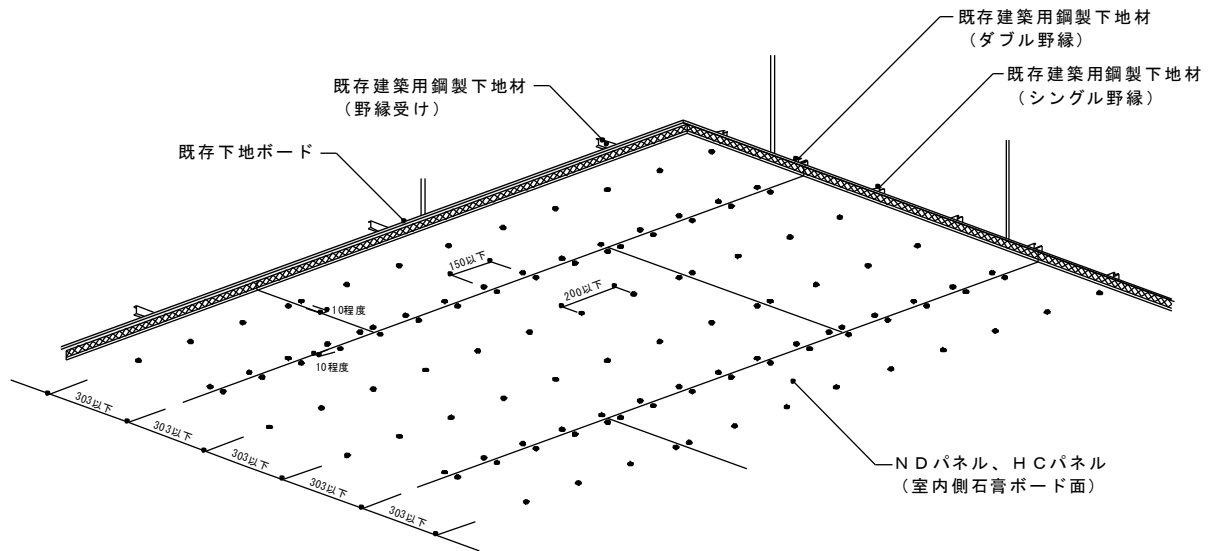 既存建築用鋼製下地材
(ダブル野縁)
既存建築用鋼製下地材
(シングル野縁)
既存建築用鋼製下地材
(野縁受け)
既存下地ボード
150以下
200以下
10程度
10程度
303以下
303以下
303以下
303以下
303以下
NDパネル、HCパネル
(室内側石膏ボード面)